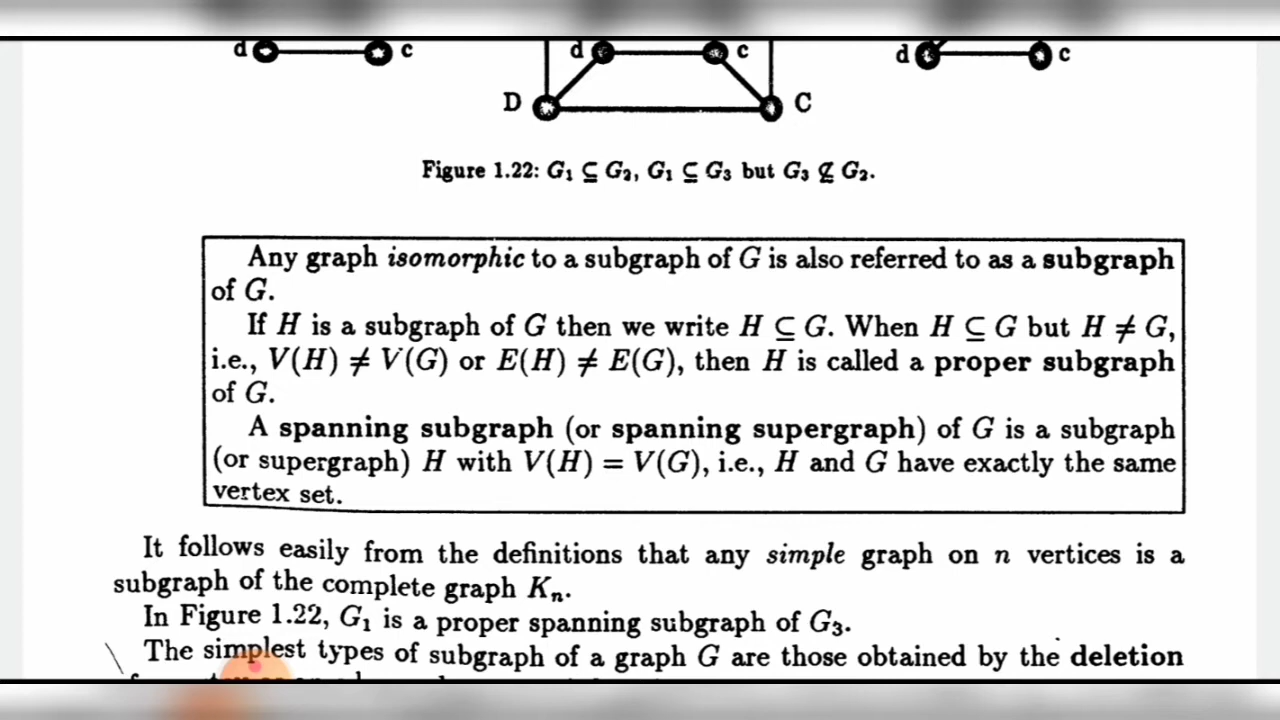 d c d c d c
D C
Figure 1.22: G₁ ⊆ G₂, G₁ ⊆ G₃ but G₃ ⊈ G₂.
Any graph isomorphic to a subgraph of G is also referred to as a subgraph
of G.
If H is a subgraph of G then we write H ⊆ G. When H ⊆ G but H ≠ G,
i.e., V(H) ≠ V(G) or E(H) ≠ E(G), then H is called a proper subgraph
of G.
A spanning subgraph (or spanning supergraph) of G is a subgraph
(or supergraph) H with V(H) = V(G), i.e., H and G have exactly the same
vertex set.
It follows easily from the definitions that any simple graph on n vertices is a
subgraph of the complete graph Kₙ.
In Figure 1.22, G₁ is a proper spanning subgraph of G₃.
The simplest types of subgraph of a graph G are those obtained by the deletion